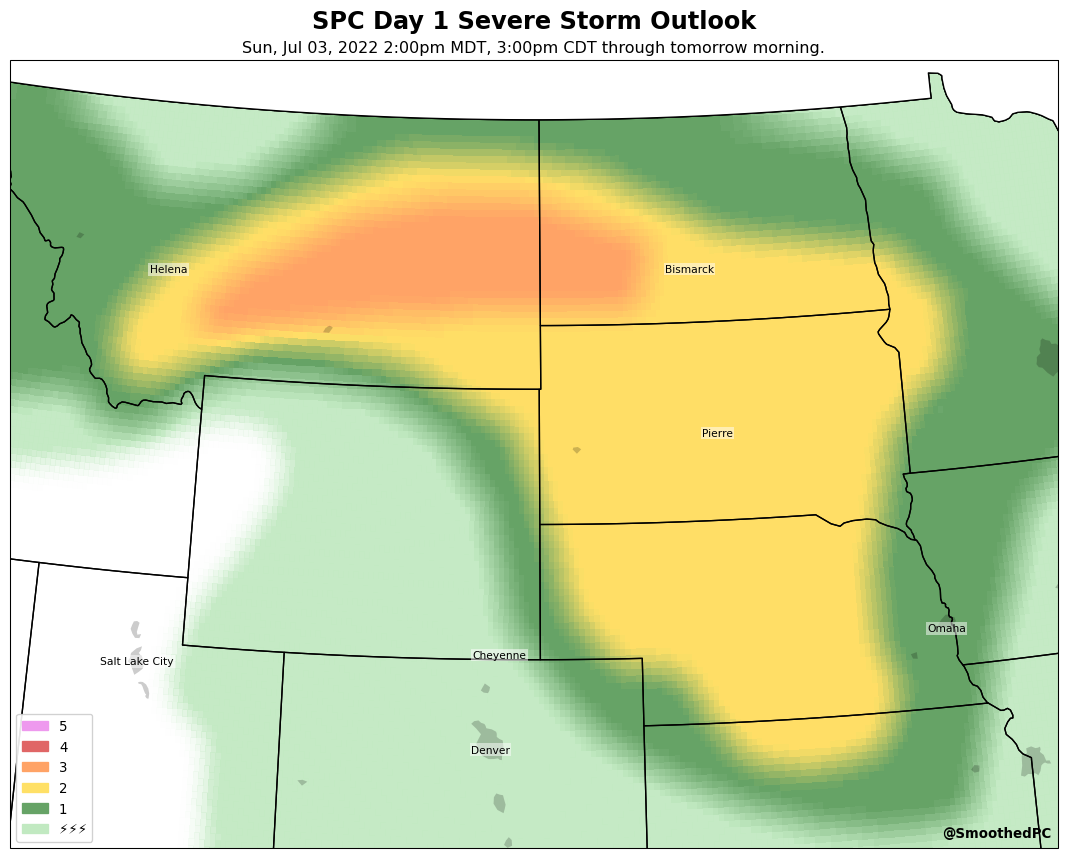 SPC Day 1 Severe Storm Outlook
Sun, Jul 03, 2022 2:00pm MDT, 3:00pm CDT through tomorrow morning.
Helena
Bismarck
Pierre
Omaha
Cheyenne
Salt Lake City
Denver
5
4
3
2
1
⚡⚡⚡
@SmoothedPC